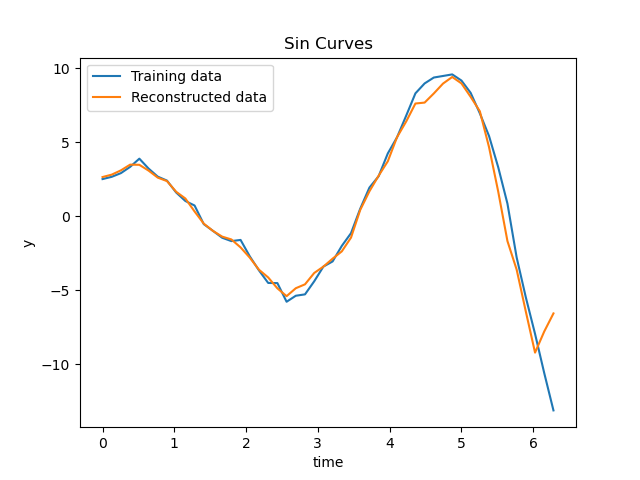 Sin Curves
Training data
Reconstructed data
10
5
0
−5
−10
y
0 1 2 3 4 5 6
time